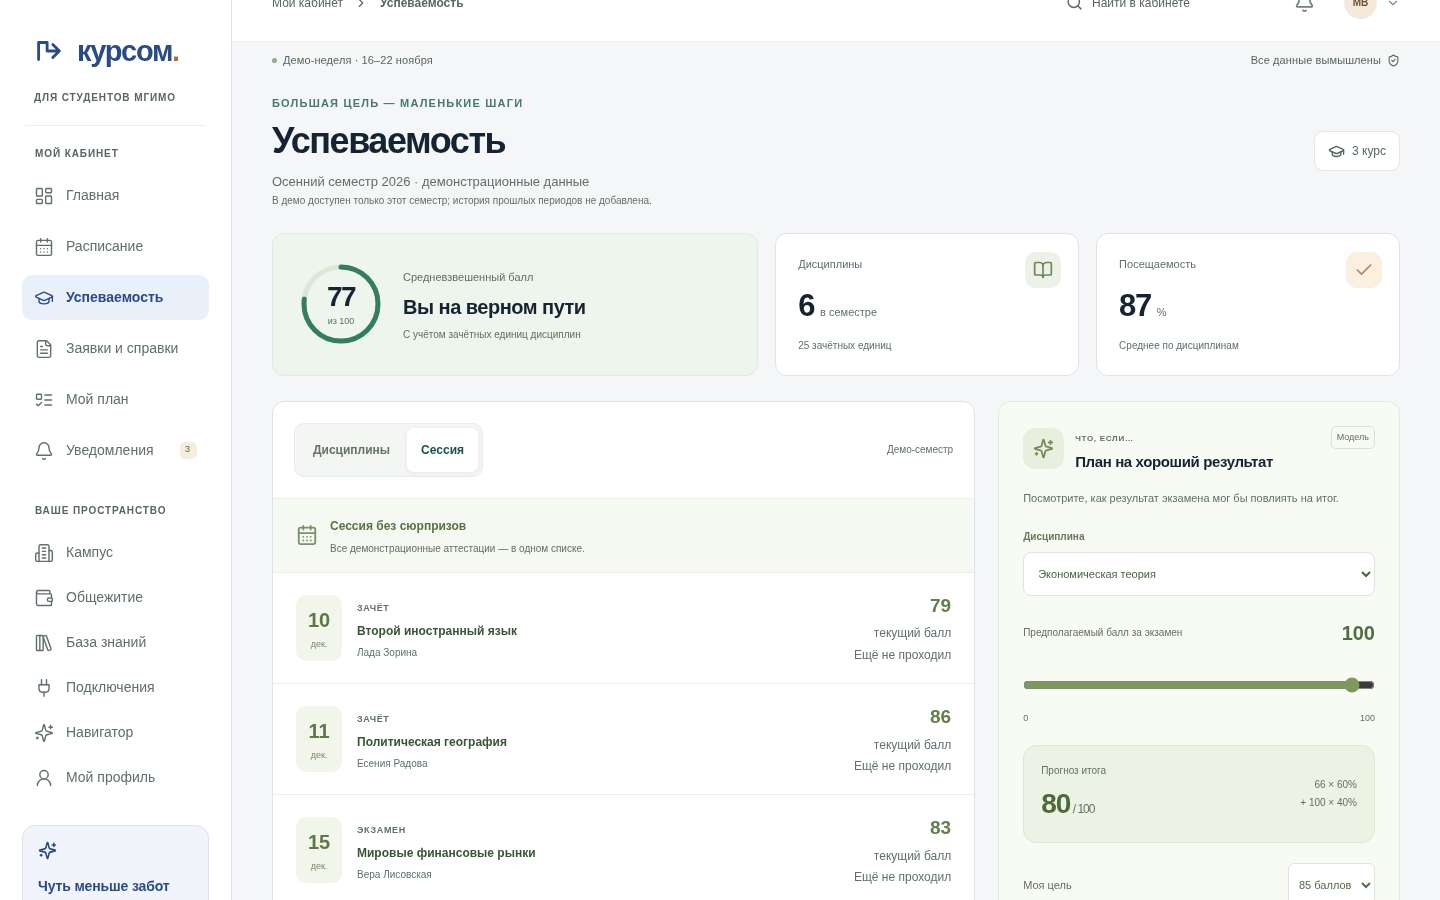 курсом.
ДЛЯ СТУДЕНТОВ МГИМО
МОЙ КАБИНЕТ
Главная
Расписание
Успеваемость
Заявки и справки
Мой план
Уведомления
3
ВАШЕ ПРОСТРАНСТВО
Кампус
Общежитие
База знаний
Подключения
Навигатор
Мой профиль
Чуть меньше забот
Мой кабинет
Успеваемость
Найти в кабинете
МВ
Демо-неделя · 16–22 ноября
Все данные вымышлены
БОЛЬШАЯ ЦЕЛЬ — МАЛЕНЬКИЕ ШАГИ
Успеваемость
3 курс
Осенний семестр 2026 · демонстрационные данные
В демо доступен только этот семестр; история прошлых периодов не добавлена.
77
из 100
Средневзвешенный балл
Вы на верном пути
С учётом зачётных единиц дисциплин
Дисциплины
6 в семестре
25 зачётных единиц
Посещаемость
87 %
Среднее по дисциплинам
Дисциплины
Сессия
Демо-семестр
Сессия без сюрпризов
Все демонстрационные аттестации — в одном списке.
10
дек.
ЗАЧЁТ
Второй иностранный язык
Лада Зорина
79
текущий балл
Ещё не проходил
11
дек.
ЗАЧЁТ
Политическая география
Есения Радова
86
текущий балл
Ещё не проходил
15
дек.
ЭКЗАМЕН
Мировые финансовые рынки
Вера Лисовская
83
текущий балл
Ещё не проходил
ЧТО, ЕСЛИ…
Модель
План на хороший результат
Посмотрите, как результат экзамена мог бы повлиять на итог.
Дисциплина
Экономическая теория
Предполагаемый балл за экзамен
100
0
100
Прогноз итога
80 / 100
66 × 60%
+ 100 × 40%
Моя цель
85 баллов